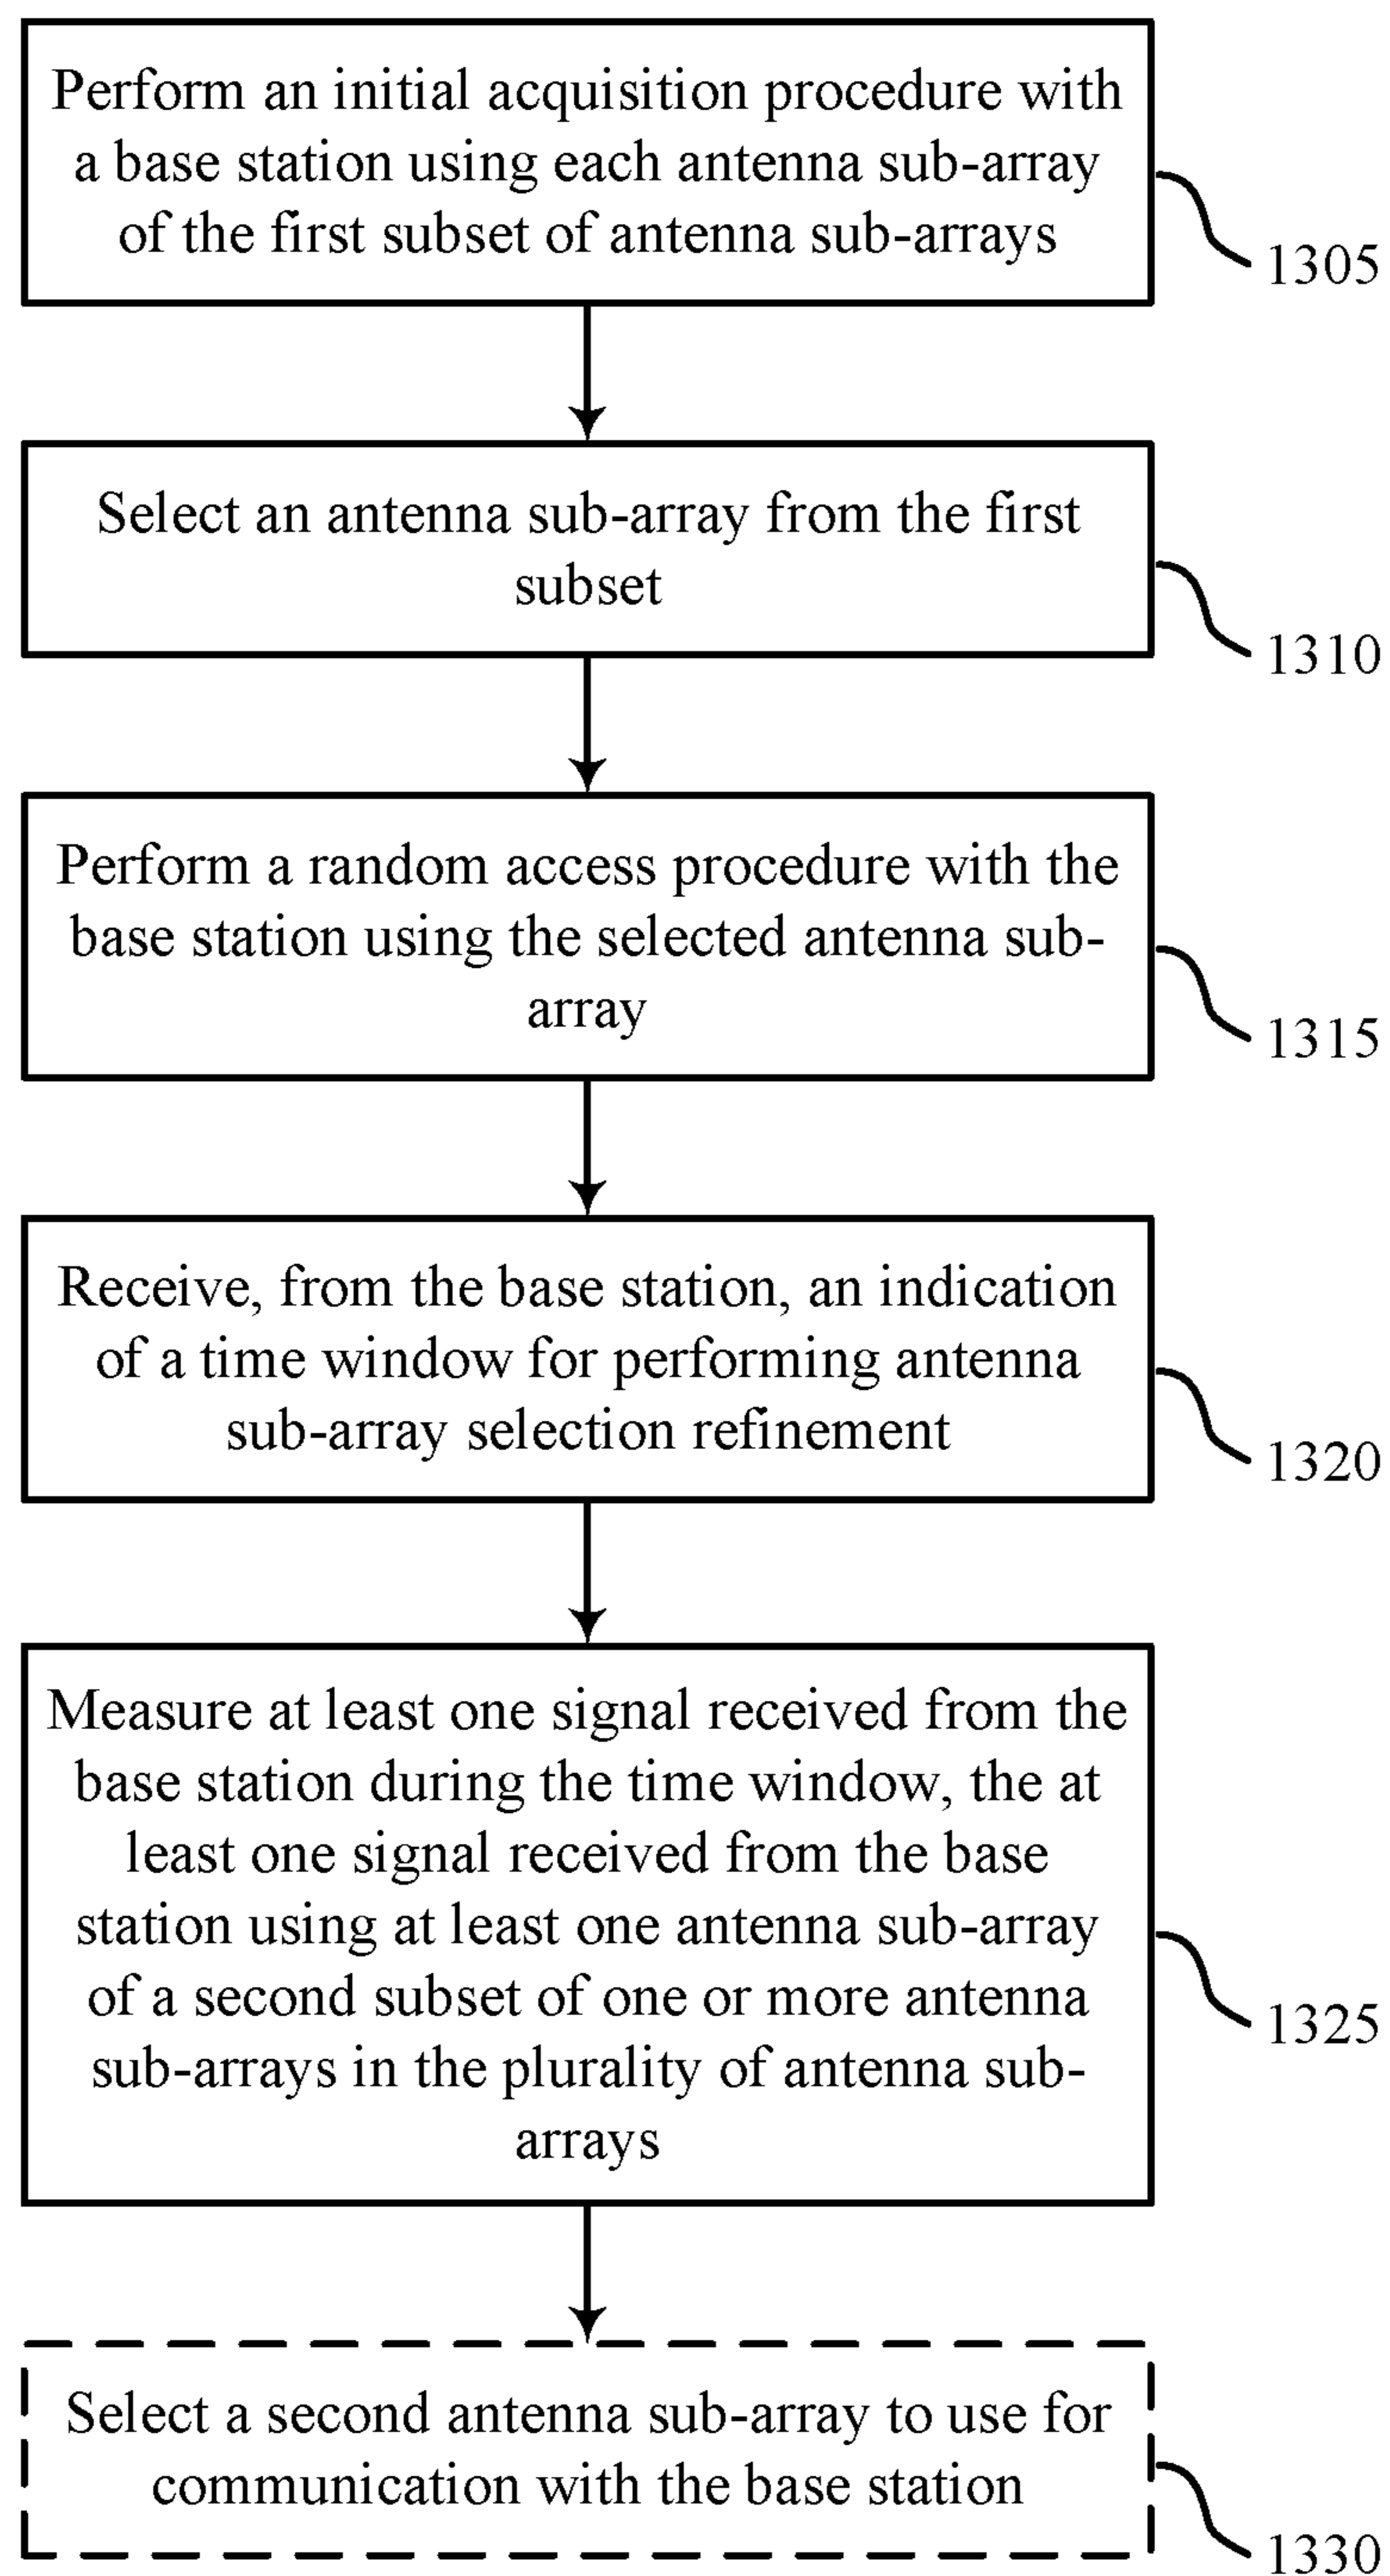 Perform an initial acquisition procedure with
a base station using each antenna sub-array
of the first subset of antenna sub-arrays
1305
Select an antenna sub-array from the first
subset
1310
Perform a random access procedure with the
base station using the selected antenna sub-
array
1315
Receive, from the base station, an indication
of a time window for performing antenna
sub-array selection refinement
1320
Measure at least one signal received from the
base station during the time window, the at
least one signal received from the base
station using at least one antenna sub-array
of a second subset of one or more antenna
sub-arrays in the plurality of antenna sub-
arrays
1325
Select a second antenna sub-array to use for
communication with the base station
1330